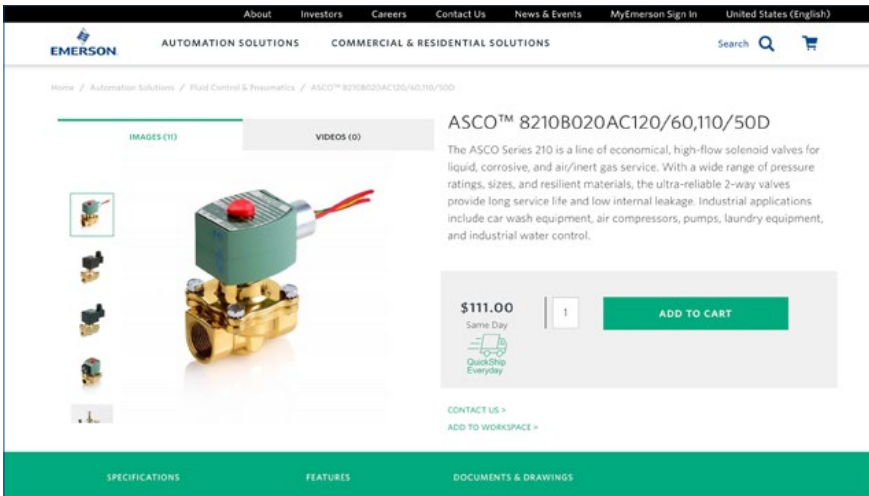 About Investors Careers Contact Us News & Events MyEmerson Sign In United States (English)
EMERSON
AUTOMATION SOLUTIONS COMMERCIAL & RESIDENTIAL SOLUTIONS
Search
Home / Automation Solutions / Fluid Control & Pneumatics / ASCO™ 8210B020AC120/60,110/50D
IMAGES (11) VIDEOS (0)
ASCO™ 8210B020AC120/60,110/50D
The ASCO Series 210 is a line of economical, high-flow solenoid valves for
liquid, corrosive, and air/inert gas service. With a wide range of pressure
ratings, sizes, and resilient materials, the ultra-reliable 2-way valves
provide long service life and low internal leakage. Industrial applications
include car wash equipment, air compressors, pumps, laundry equipment,
and industrial water control.
$111.00
Same Day
QuickShip
Everyday
1
ADD TO CART
CONTACT US >
ADD TO WORKSPACE >
SPECIFICATIONS FEATURES DOCUMENTS & DRAWINGS